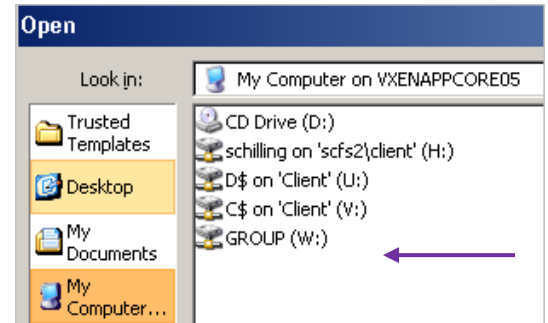 Open
Look in:
My Computer on VXENAPPCORE05
Trusted
Templates
Desktop
My
Documents
My
Computer...
CD Drive (D:)
schilling on 'scfs2\client' (H:)
D$ on 'Client' (U:)
C$ on 'Client' (V:)
GROUP (W:)